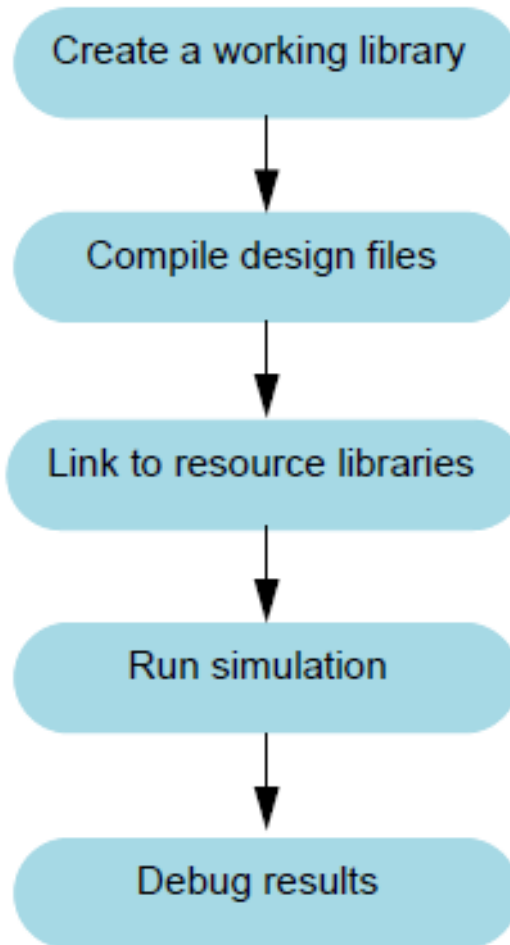 Create a working library
Compile design files
Link to resource libraries
Run simulation
Debug results